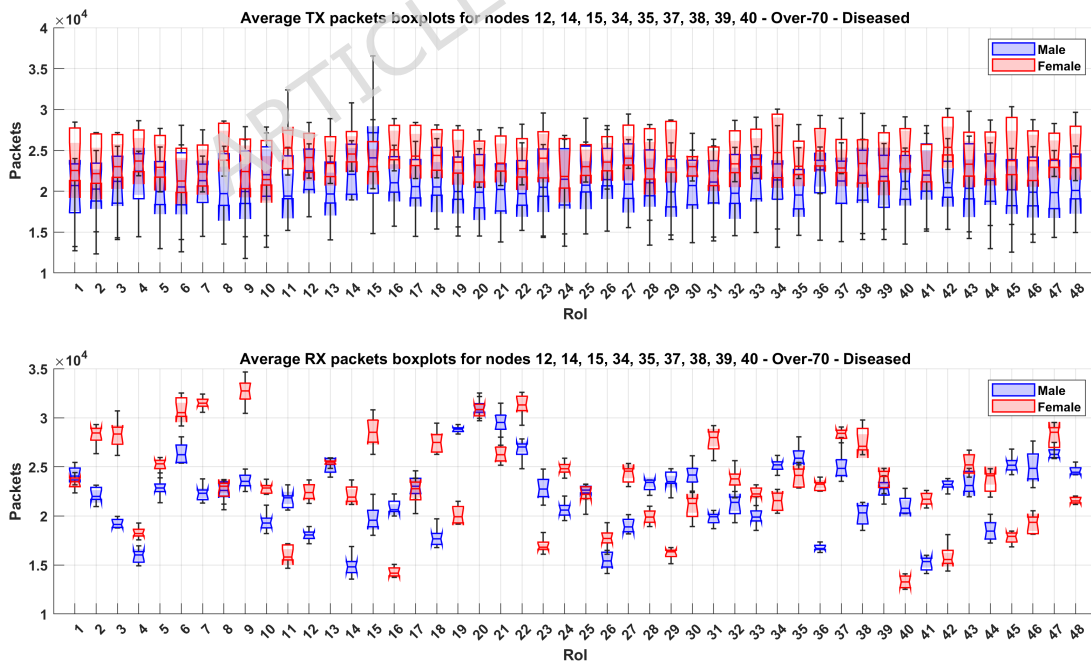 Average TX packets boxplots for nodes 12, 14, 15, 34, 35, 37, 38, 39, 40 - Over-70 - Diseased
×10⁴
4
3.5
3
2.5
2
1.5
1
Packets
Male
Female
ARTICLE
1 2 3 4 5 6 7 8 9 10 11 12 13 14 15 16 17 18 19 20 21 22 23 24 25 26 27 28 29 30 31 32 33 34 35 36 37 38 39 40 41 42 43 44 45 46 47 48
RoI
Average RX packets boxplots for nodes 12, 14, 15, 34, 35, 37, 38, 39, 40 - Over-70 - Diseased
×10⁴
3.5
3
2.5
2
1.5
1
Packets
Male
Female
1 2 3 4 5 6 7 8 9 10 11 12 13 14 15 16 17 18 19 20 21 22 23 24 25 26 27 28 29 30 31 32 33 34 35 36 37 38 39 40 41 42 43 44 45 46 47 48
RoI